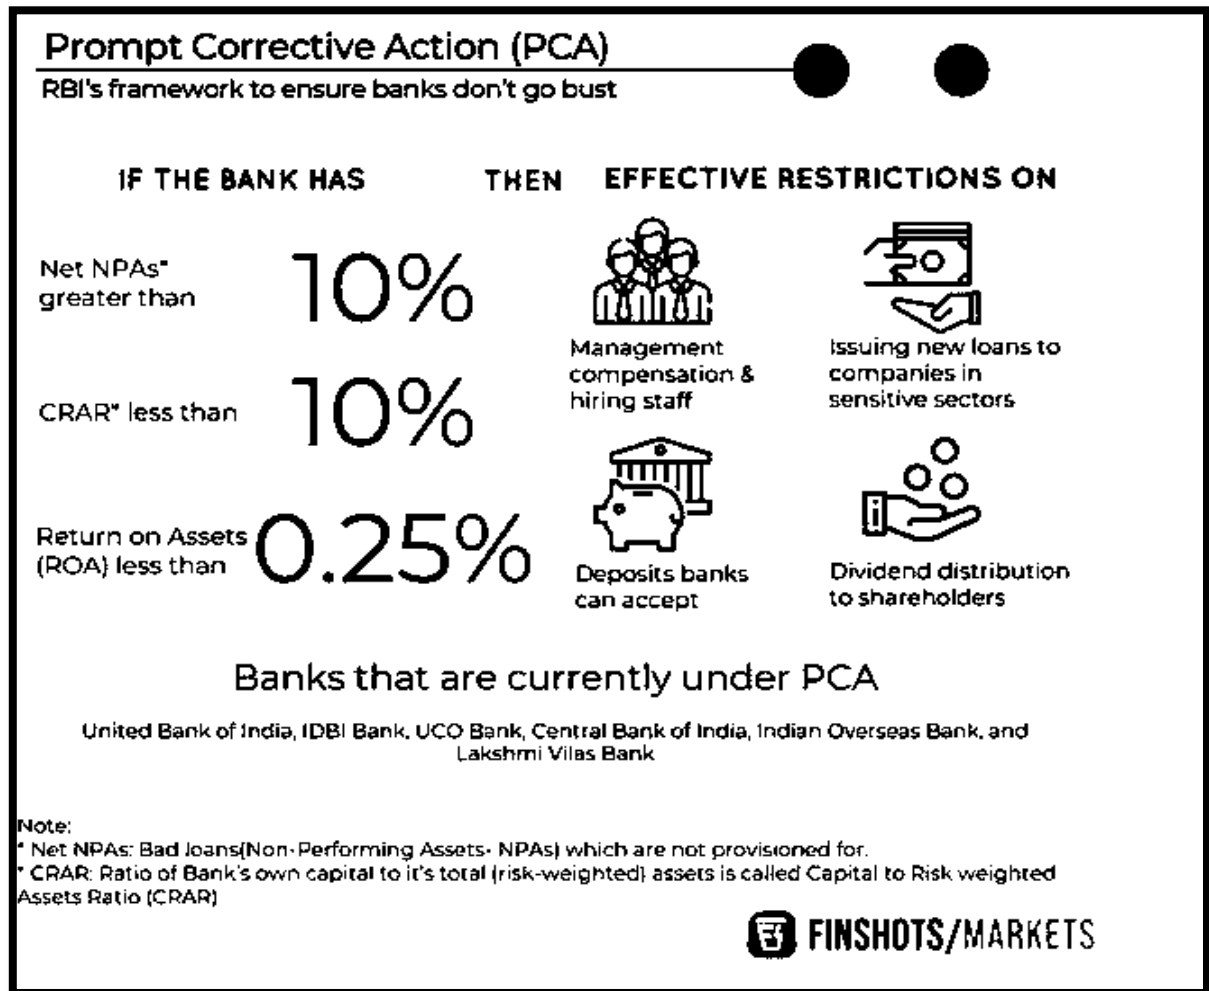 Prompt Corrective Action (PCA)
RBI's framework to ensure banks don't go bust
IF THE BANK HAS THEN EFFECTIVE RESTRICTIONS ON
Net NPAs*
greater than
10%
CRAR* less than
10%
Return on Assets
(ROA) less than
0.25%
Management
compensation &
hiring staff
Issuing new loans to
companies in
sensitive sectors
Deposits banks
can accept
Dividend distribution
to shareholders
Banks that are currently under PCA
United Bank of India, IDBI Bank, UCO Bank, Central Bank of India, Indian Overseas Bank, and
Lakshmi Vilas Bank
Note:
* Net NPAs: Bad loans(Non-Performing Assets- NPAs) which are not provisioned for.
* CRAR: Ratio of Bank's own capital to it's total (risk-weighted) assets is called Capital to Risk weighted
Assets Ratio (CRAR)
FINSHOTS/MARKETS